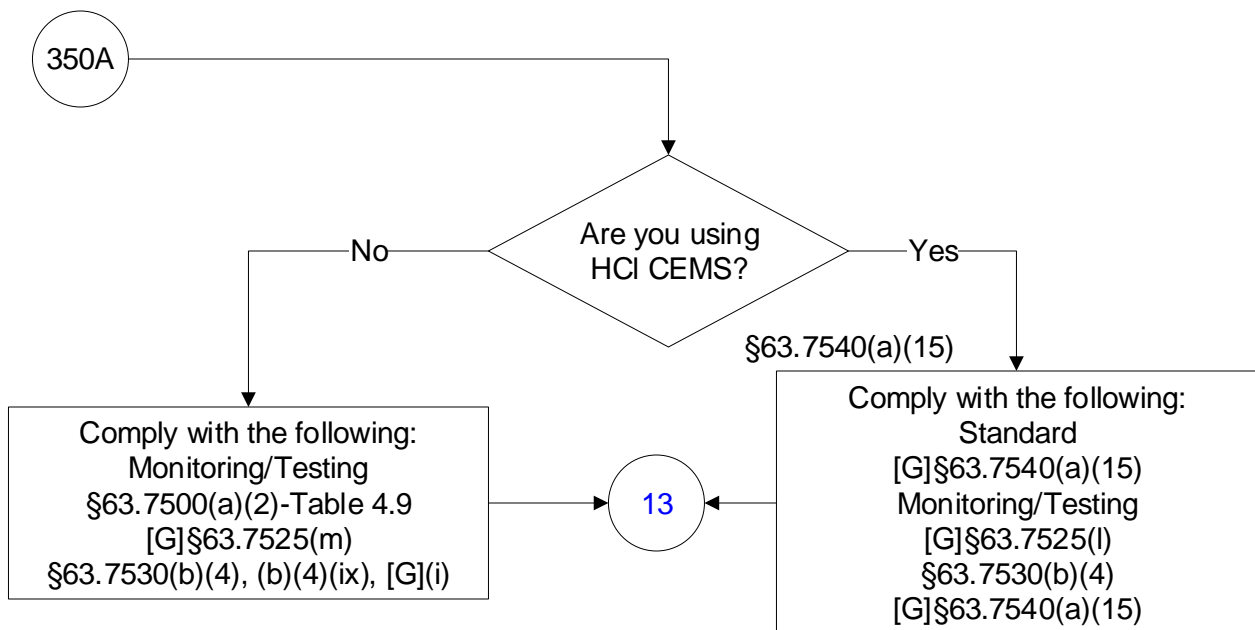 350A
Are you using
HCl CEMS?
No
Yes
§63.7540(a)(15)
Comply with the following:
Monitoring/Testing
§63.7500(a)(2)-Table 4.9
[G]§63.7525(m)
§63.7530(b)(4), (b)(4)(ix), [G](i)
13
Comply with the following:
Standard
[G]§63.7540(a)(15)
Monitoring/Testing
[G]§63.7525(l)
§63.7530(b)(4)
[G]§63.7540(a)(15)